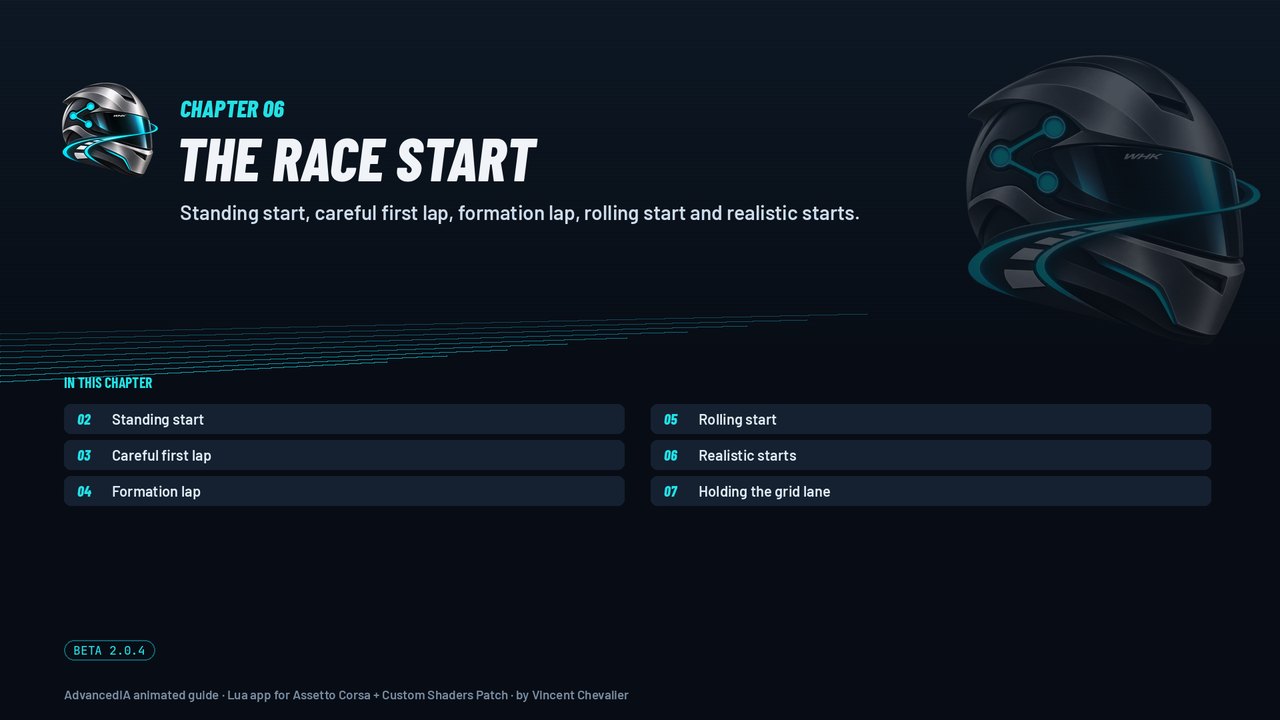 CHAPTER 06
THE RACE START
Standing start, careful first lap, formation lap, rolling start and realistic starts.
WHK
WHK
IN THIS CHAPTER
02 Standing start
03 Careful first lap
04 Formation lap
05 Rolling start
06 Realistic starts
07 Holding the grid lane
BETA 2.0.4
AdvancedIA animated guide · Lua app for Assetto Corsa + Custom Shaders Patch · by Vincent Chevalier